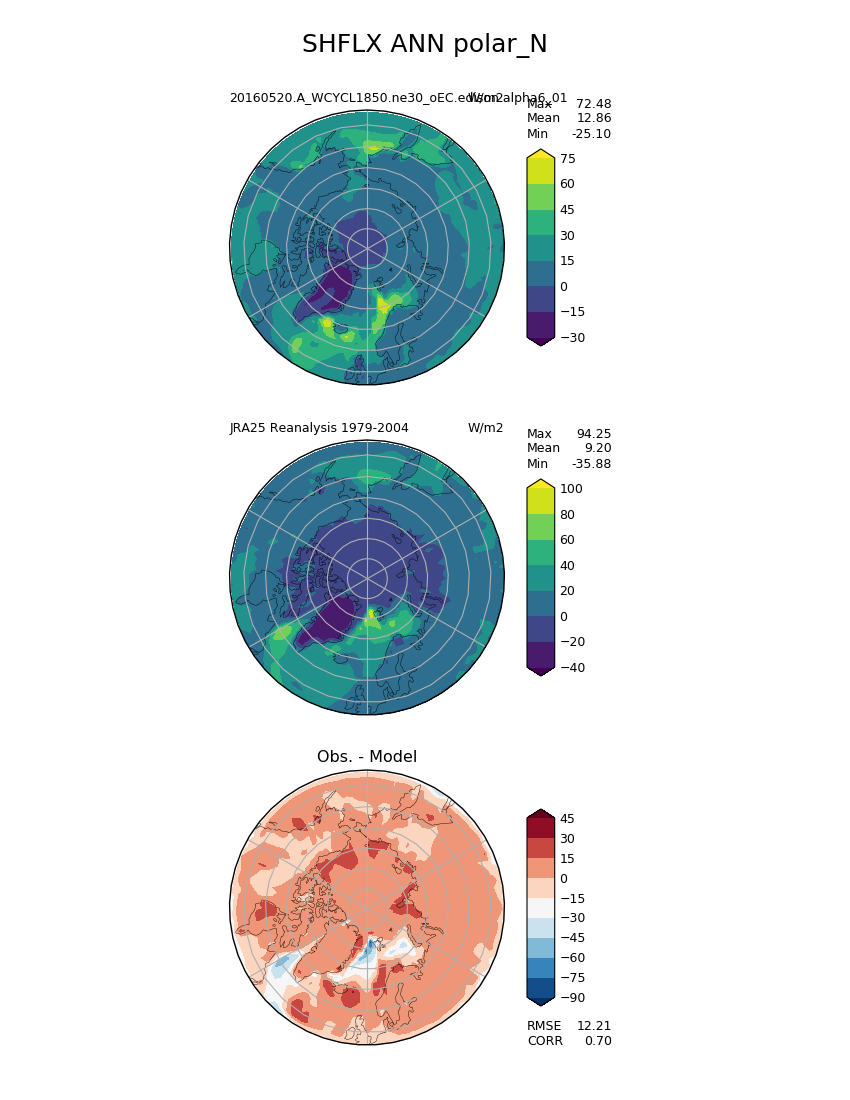 SHFLX ANN polar_N
20160520.A_WCYCL1850.ne30_oEC.edison.alpha6_01
W/m2
Max 72.48
Mean 12.86
Min -25.10
75
60
45
30
15
0
−15
−30
JRA25 Reanalysis 1979-2004 W/m2
Max 94.25
Mean 9.20
Min -35.88
100
80
60
40
20
0
−20
−40
Obs. - Model
45
30
15
0
−15
−30
−45
−60
−75
−90
RMSE 12.21
CORR 0.70